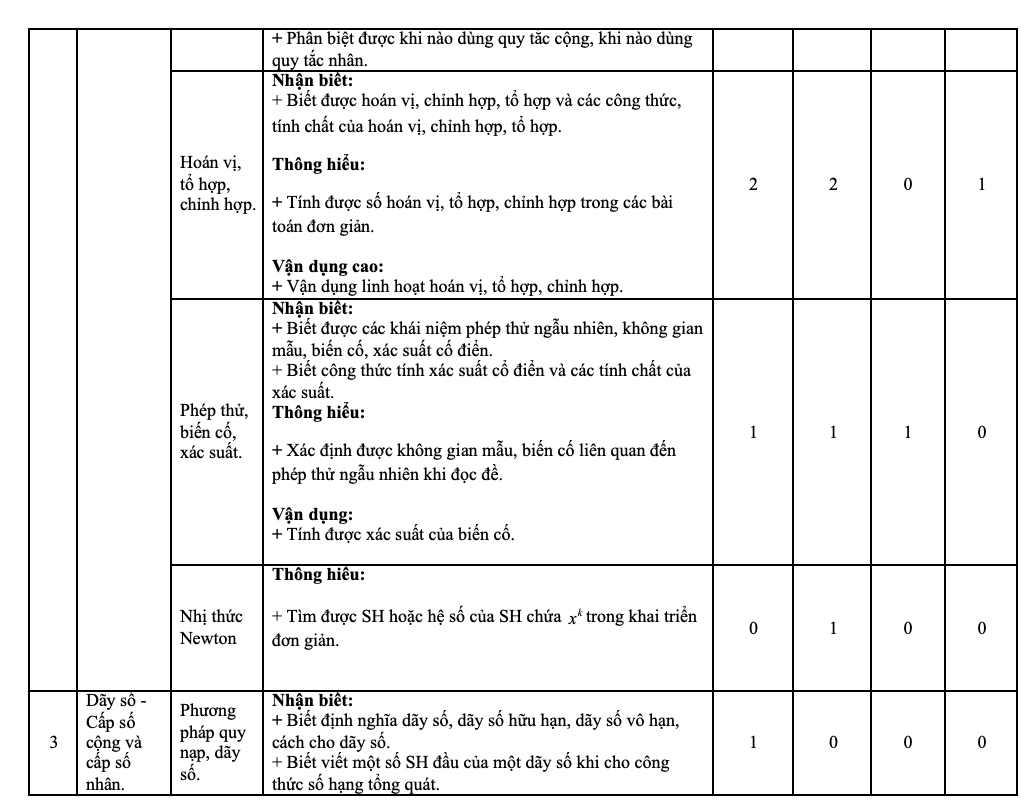 + Phân biệt được khi nào dùng quy tắc cộng, khi nào dùng
quy tắc nhân.
Hoán vị,
tổ hợp,
chỉnh hợp.
Nhận biết:
+ Biết được hoán vị, chỉnh hợp, tổ hợp và các công thức,
tính chất của hoán vị, chỉnh hợp, tổ hợp.
Thông hiểu:
+ Tính được số hoán vị, tổ hợp, chỉnh hợp trong các bài
toán đơn giản.
Vận dụng cao:
+ Vận dụng linh hoạt hoán vị, tổ hợp, chỉnh hợp.
2 2 0 1
Phép thử,
biến cố,
xác suất.
Nhận biết:
+ Biết được các khái niệm phép thử ngẫu nhiên, không gian
mẫu, biến cố, xác suất cổ điển.
+ Biết công thức tính xác suất cổ điển và các tính chất của
xác suất.
Thông hiểu:
+ Xác định được không gian mẫu, biến cố liên quan đến
phép thử ngẫu nhiên khi đọc đề.
Vận dụng:
+ Tính được xác suất của biến cố.
1 1 1 0
Nhị thức
Newton
Thông hiểu:
+ Tìm được SH hoặc hệ số của SH chứa x^k trong khai triển
đơn giản.
0 1 0 0
3
Dãy số -
Cấp số
cộng và
cấp số
nhân.
Phương
pháp quy
nạp, dãy
số.
Nhận biết:
+ Biết định nghĩa dãy số, dãy số hữu hạn, dãy số vô hạn,
cách cho dãy số.
+ Biết viết một số SH đầu của một dãy số khi cho công
thức số hạng tổng quát.
1 0 0 0